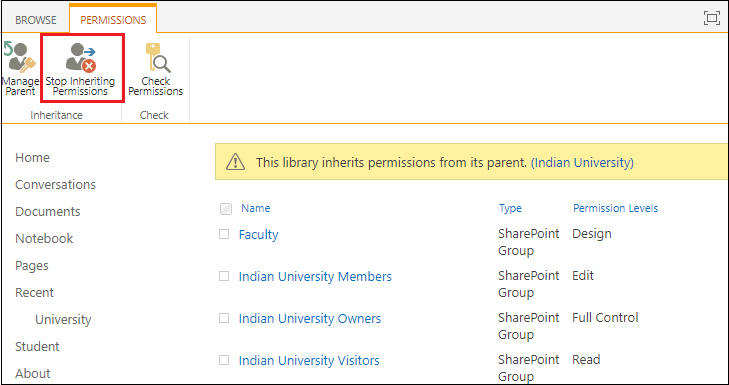 BROWSE PERMISSIONS
Manage Stop Inheriting Check
Parent Permissions Permissions
Inheritance Check
Home
Conversations
Documents
Notebook
Pages
Recent
University
Student
About
This library inherits permissions from its parent. (Indian University)
Name Type Permission Levels
Faculty SharePoint Design
Group
Indian University Members SharePoint Edit
Group
Indian University Owners SharePoint Full Control
Group
Indian University Visitors SharePoint Read
Group